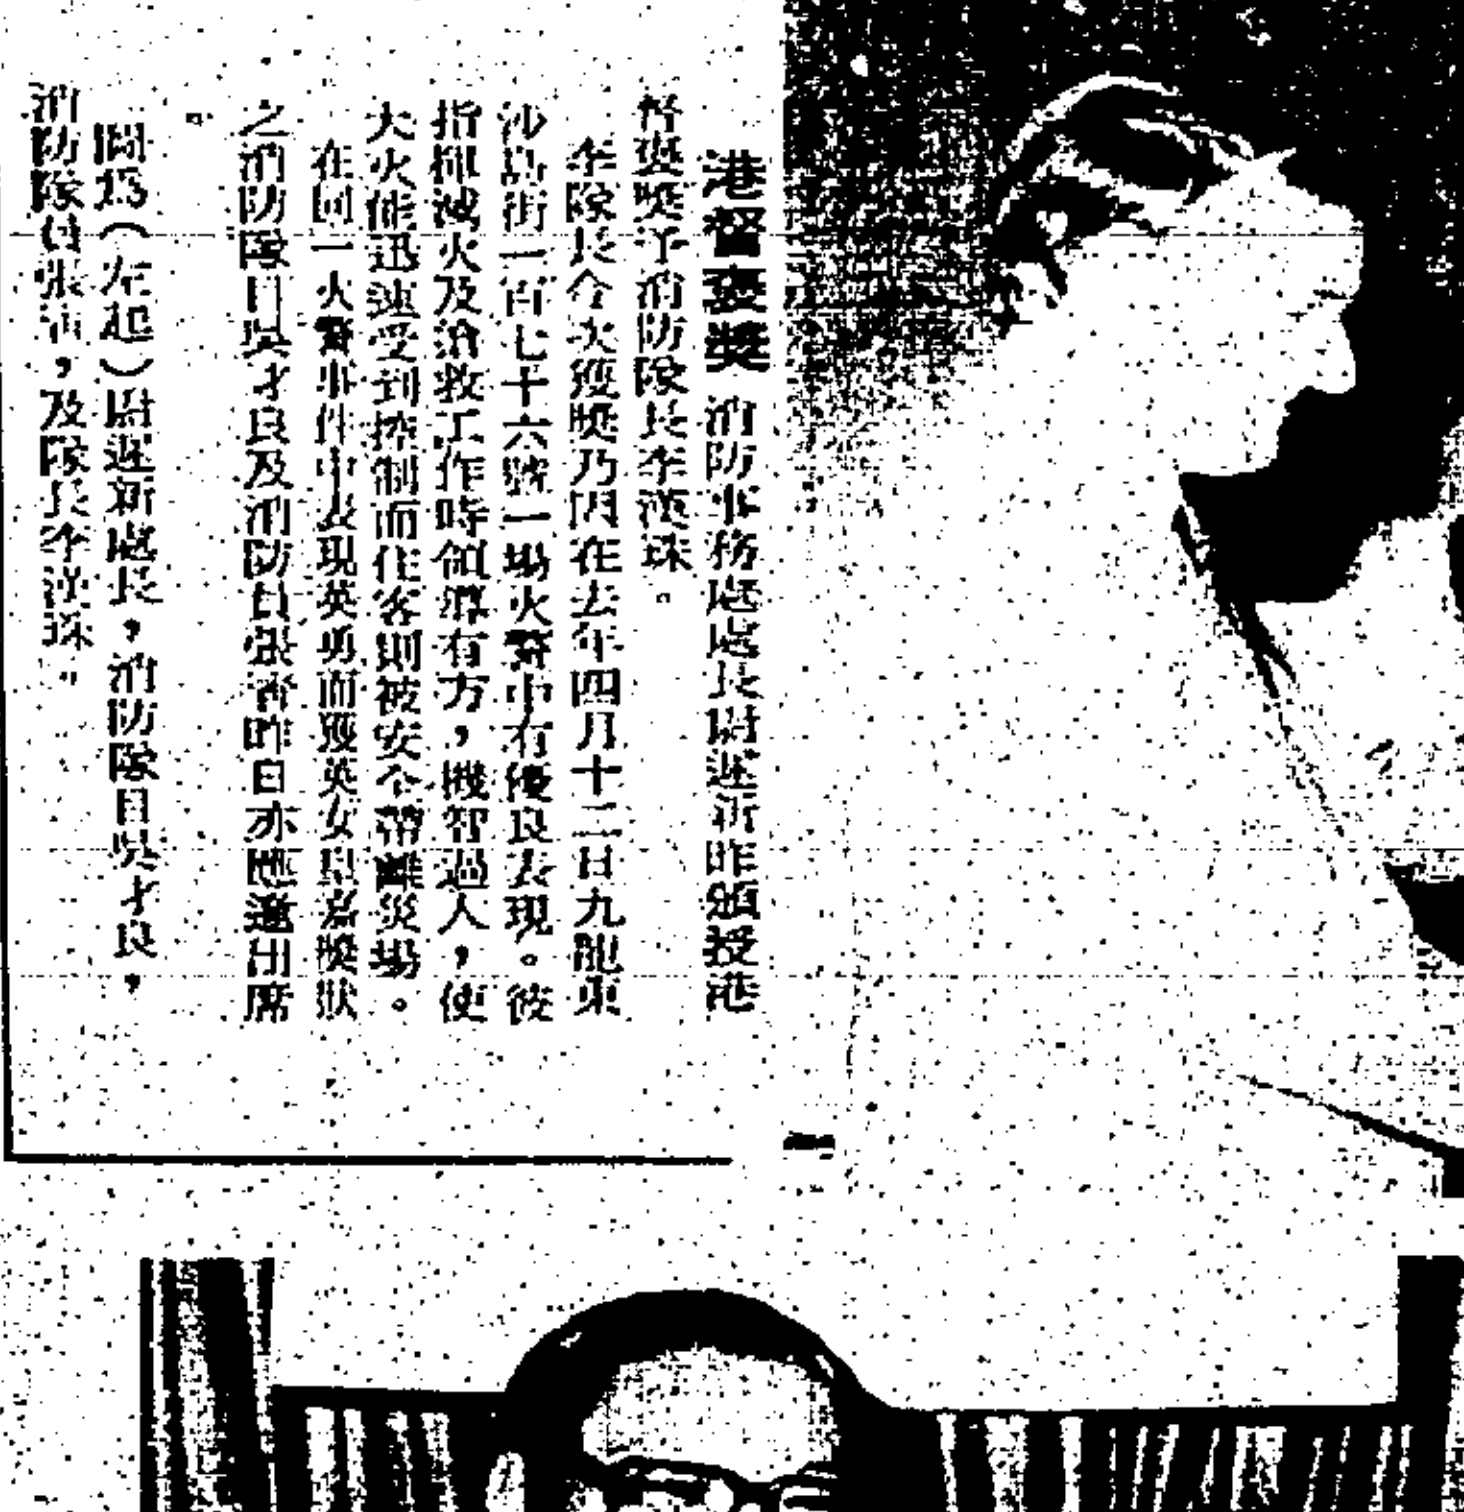 港督褒獎 消防事務處處長尉遲新昨頒授港
督褒獎予消防隊長李漢珠。
李隊長今次獲獎乃因在去年四月十二日九龍東
沙島街一百七十六號一場火警中有優良表現。彼
指揮滅火及搶救工作時領導有方，機智過人，使
大火能迅速受到控制而住客則被安全帶離災場。
在同一火警事件中表現英勇而獲英女皇嘉獎狀
之消防隊目吳才良及消防員張 昨日亦應邀出席
。
圖為（左起）尉遲新處長，消防隊目吳才良，
消防隊員張 ，及隊長李漢珠。